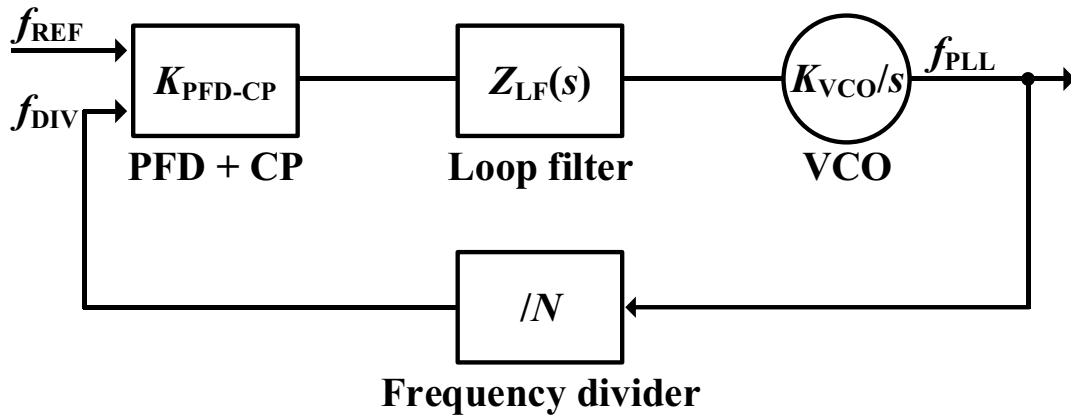 fREF
fDIV
KPFD-CP
PFD + CP
ZLF(s)
Loop filter
KVCO/s
VCO
fPLL
/N
Frequency divider